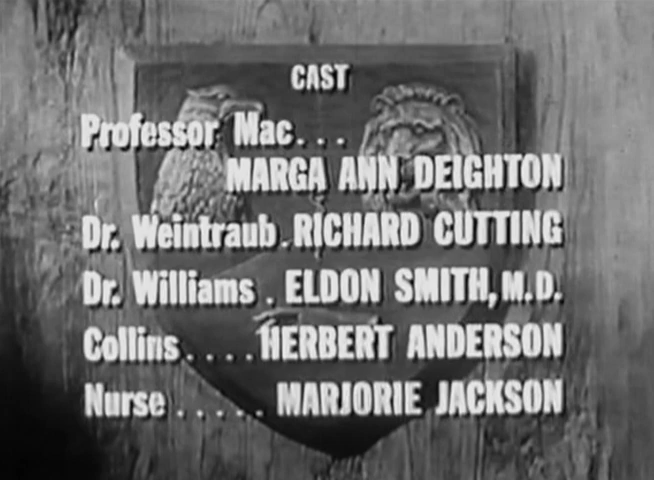 CAST
Professor Mac...
MARGA ANN DEIGHTON
Dr. Weintraub.RICHARD CUTTING
Dr. Williams . ELDON SMITH, M.D.
Collins....HERBERT ANDERSON
Nurse ..... MARJORIE JACKSON